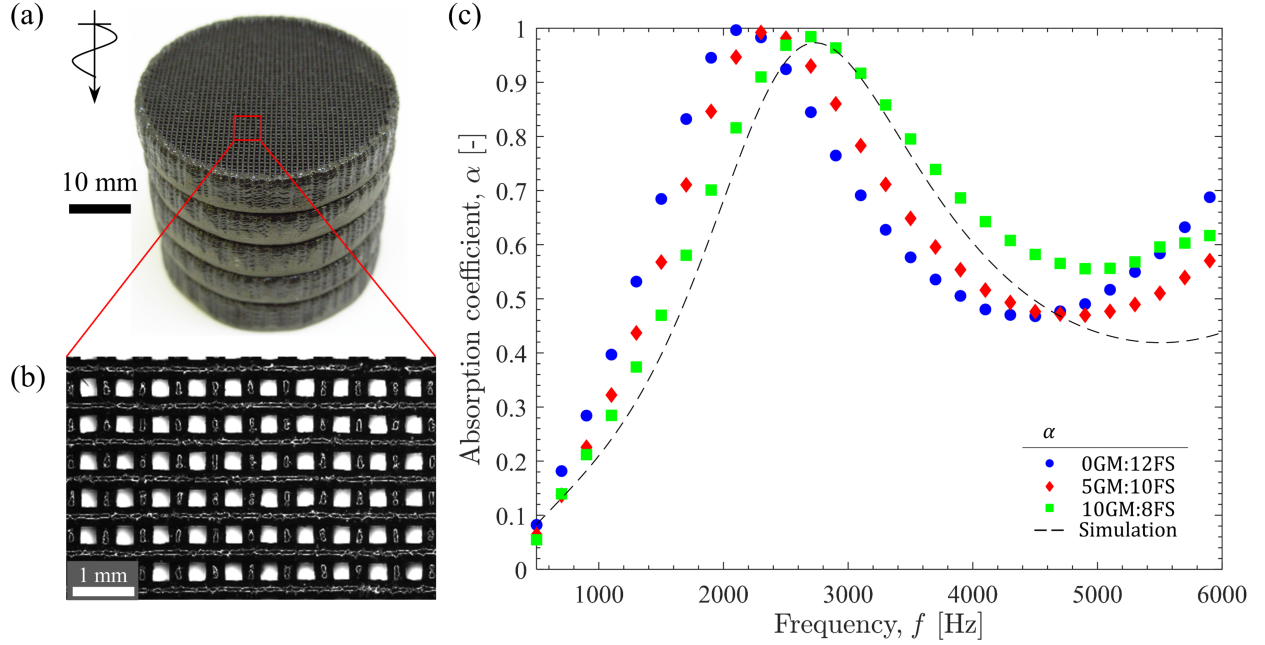 (a)
10 mm
(b)
1 mm
(c)
Absorption coefficient, α [-]
1
0.9
0.8
0.7
0.6
0.5
0.4
0.3
0.2
0.1
0
α
0GM:12FS
5GM:10FS
10GM:8FS
Simulation
1000 2000 3000 4000 5000 6000
Frequency, f [Hz]